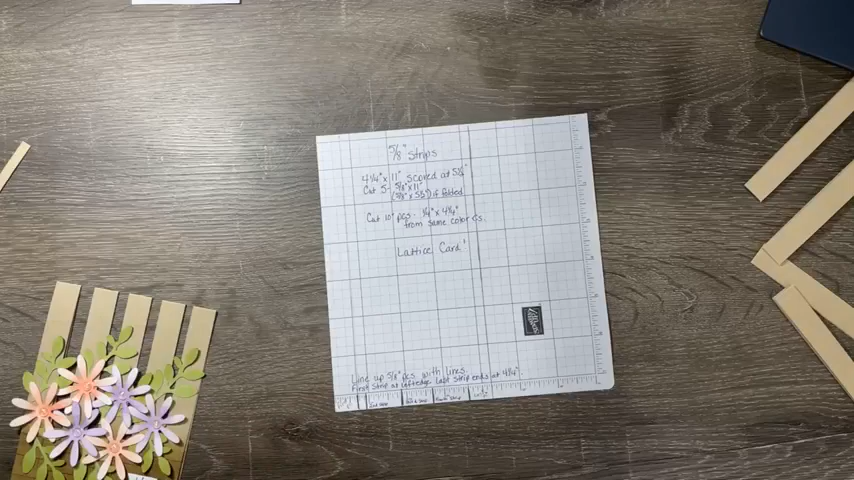 5/8" Strips
4 1/4" x 11" scored at 5 1/2"
Cut 5- 5/8" x 11"
(5/8" x 5 1/2") if folded
Cut 10 pcs. 1/4" x 4 1/4"
from same color cs.
Lattice Card
Line up 5/8" pcs. with lines.
First strip at left edge. Last strip ends at 4 1/4".